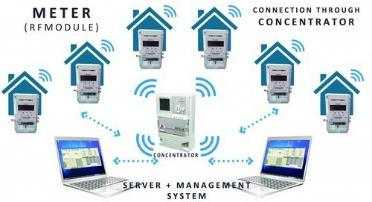 METER
(RFMODULE)
CONNECTION THROUGH
CONCENTRATOR
CONCENTRATOR
SERVER + MANAGEMENT
SYSTEM